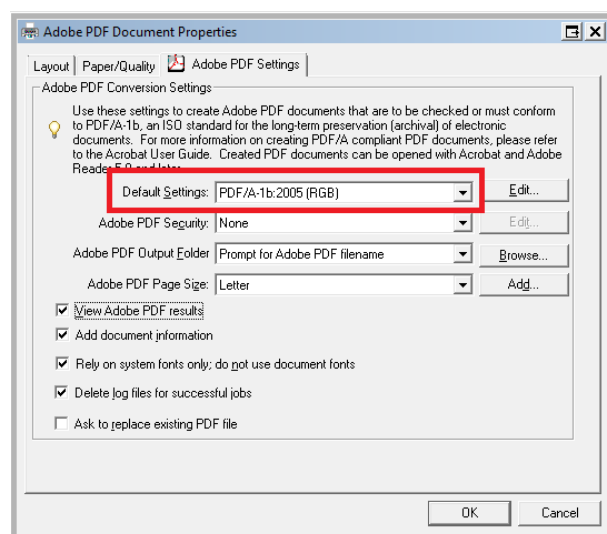 Adobe PDF Document Properties
Layout Paper/Quality Adobe PDF Settings
Adobe PDF Conversion Settings
Use these settings to create Adobe PDF documents that are to be checked or must conform
to PDF/A-1b, an ISO standard for the long-term preservation (archival) of electronic
documents. For more information on creating PDF/A compliant PDF documents, please refer
to the Acrobat User Guide. Created PDF documents can be opened with Acrobat and Adobe
Reader 5.0 and later.
Default Settings: PDF/A-1b:2005 (RGB) Edit...
Adobe PDF Security: None Edit...
Adobe PDF Output Folder Prompt for Adobe PDF filename Browse...
Adobe PDF Page Size: Letter Add...
View Adobe PDF results
Add document information
Rely on system fonts only; do not use document fonts
Delete log files for successful jobs
Ask to replace existing PDF file
OK Cancel